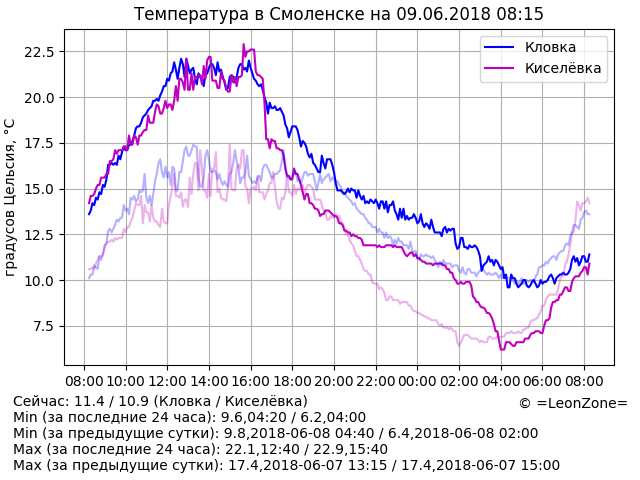 Температура в Смоленске на 09.06.2018 08:15
Кловка
Киселёвка
градусов Цельсия, °C
22.5
20.0
17.5
15.0
12.5
10.0
7.5
08:00 10:00 12:00 14:00 16:00 18:00 20:00 22:00 00:00 02:00 04:00 06:00 08:00
Сейчас: 11.4 / 10.9 (Кловка / Киселёвка)
© =LeonZone=
Min (за последние 24 часа): 9.6,04:20 / 6.2,04:00
Min (за предыдущие сутки): 9.8,2018-06-08 04:40 / 6.4,2018-06-08 02:00
Max (за последние 24 часа): 22.1,12:40 / 22.9,15:40
Max (за предыдущие сутки): 17.4,2018-06-07 13:15 / 17.4,2018-06-07 15:00